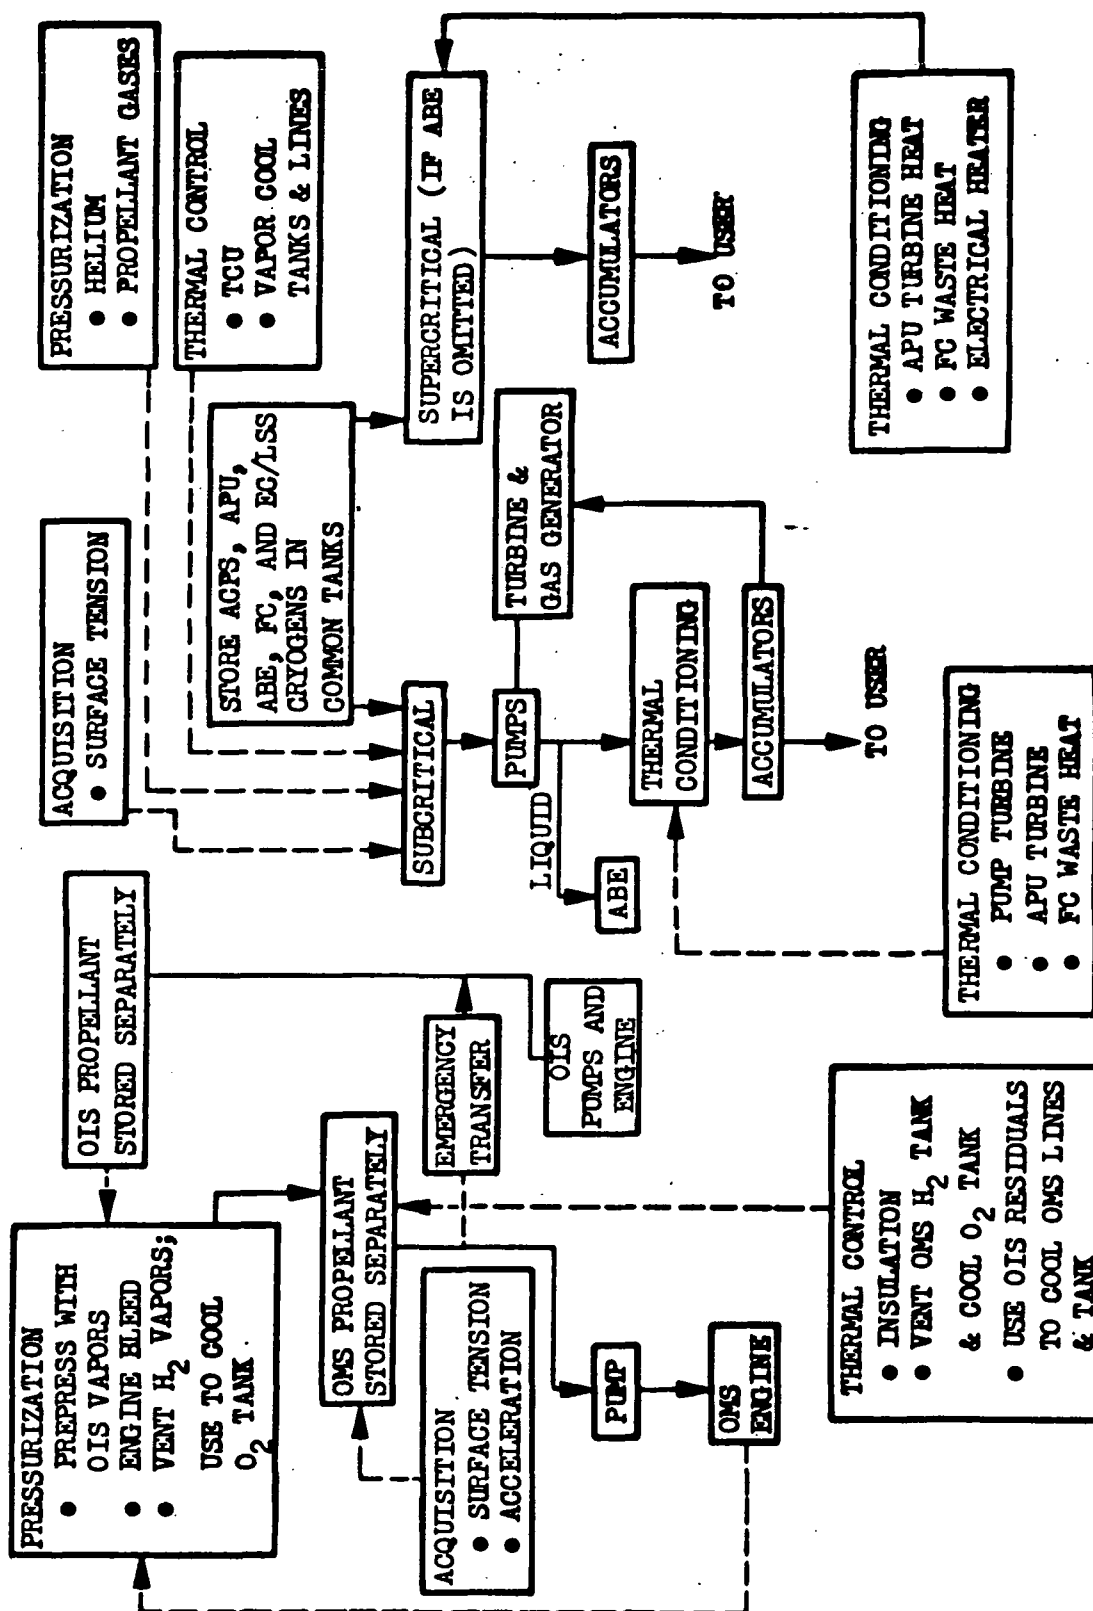 PRESSURIZATION
● PREPRESS WITH
OIS VAPORS
● ENGINE BLEED
● VENT H2 VAPORS;
USE TO COOL
O2 TANK
OIS PROPELLANT
STORED SEPARATELY
ACQUISITION
● SURFACE TENSION
PRESSURIZATION
● HELIUM
● PROPELLANT GASES
THERMAL CONTROL
● TCU
● VAPOR COOL
TANKS & LINES
STORE ACPS, APU,
ABE, FC, AND EC/LSS
CRYOGENS IN
COMMON TANKS
OMS PROPELLANT
STORED SEPARATELY
EMERGENCY
TRANSFER
SUBCRITICAL
SUPERCRITICAL (IF ABE
IS OMITTED)
ACQUISITION
● SURFACE TENSION
● ACCELERATION
OIS
PUMPS AND
ENGINE
PUMPS
TURBINE &
GAS GENERATOR
LIQUID
ABE
ACCUMULATORS
TO USER
PUMP
OMS
ENGINE
THERMAL
CONDITIONING
ACCUMULATORS
TO USER
THERMAL CONTROL
● INSULATION
● VENT OMS H2 TANK
& COOL O2 TANK
● USE OIS RESIDUALS
TO COOL OMS LINES
& TANK
THERMAL CONDITIONING
● PUMP TURBINE
● APU TURBINE
● FC WASTE HEAT
THERMAL CONDITIONING
● APU TURBINE HEAT
● FC WASTE HEAT
● ELECTRICAL HEATER